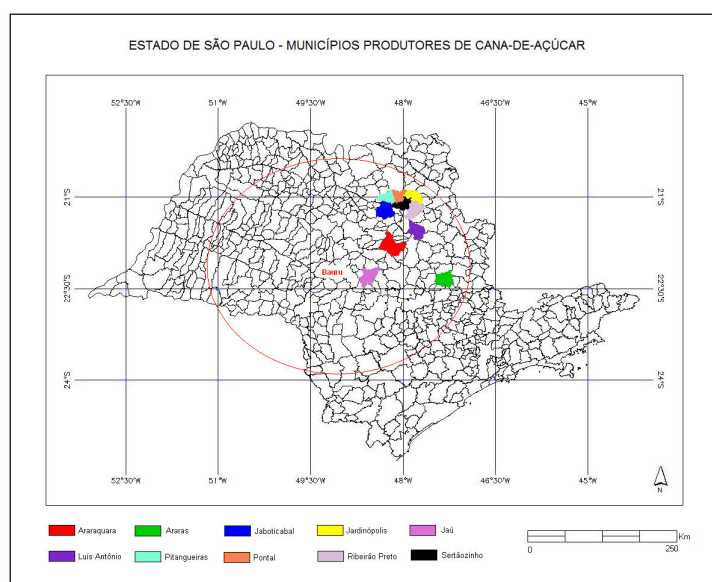 ESTADO DE SÃO PAULO - MUNICÍPIOS PRODUTORES DE CANA-DE-AÇÚCAR
52°30'W 51°W 49°30'W 48°W 46°30'W 45°W
21°S 21°S
Bauru
22°30'S 22°30'S
24°S 24°S
52°30'W 51°W 49°30'W 48°W 46°30'W 45°W
N
Araraquara Araras Jaboticabal Jardinópolis Jaú
Luís Antônio Pitangueiras Pontal Ribeirão Preto Sertãozinho
Km
0 250